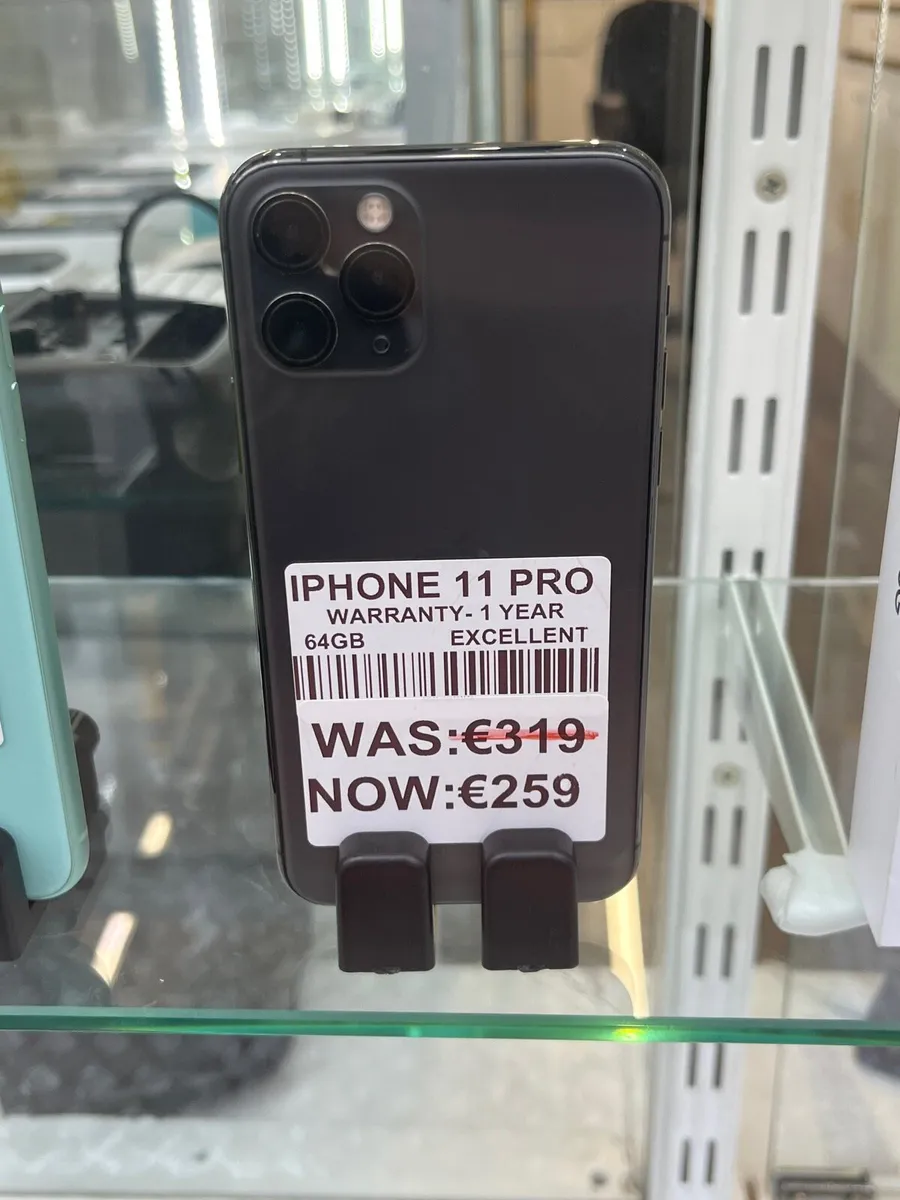 IPHONE 11 PRO
WARRANTY- 1 YEAR
64GB EXCELLENT
WAS:€319
NOW:€259